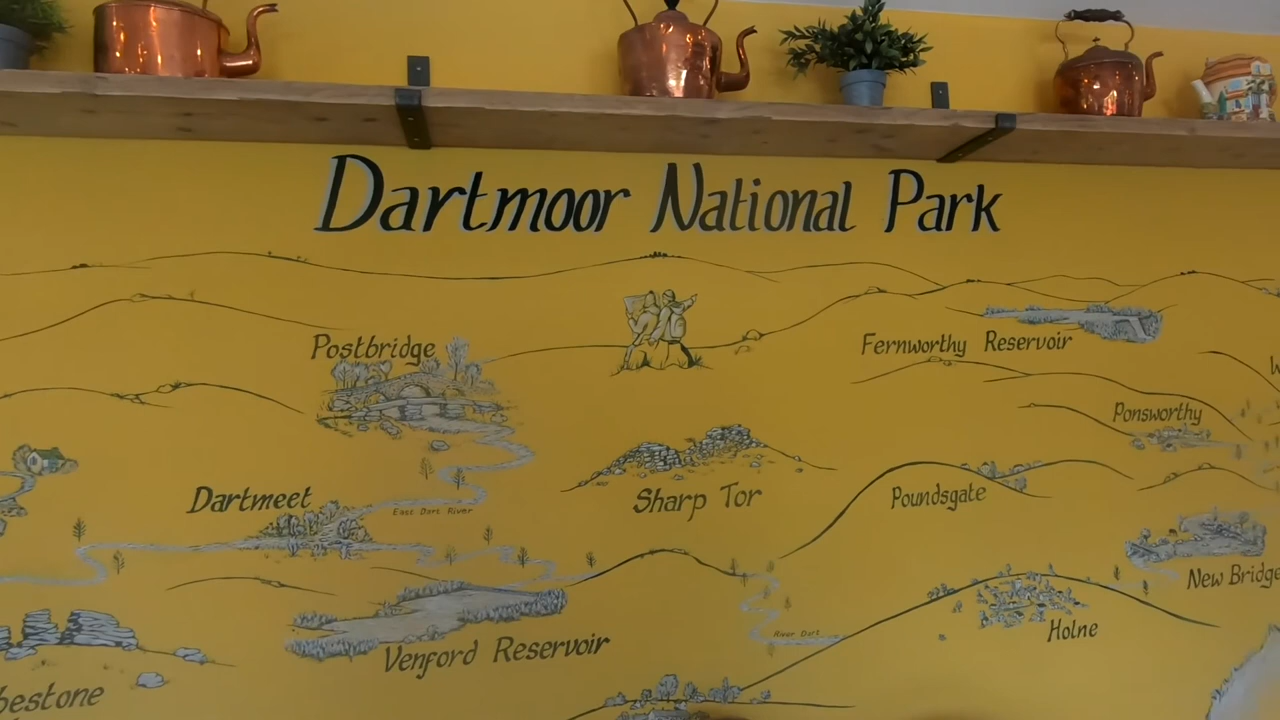 Dartmoor National Park
Postbridge
Fernworthy Reservoir
Ponsworthy
Dartmeet
East Dart River
Sharp Tor
Poundsgate
New Bridge
Venford Reservoir
River Dart
Holne
bestone